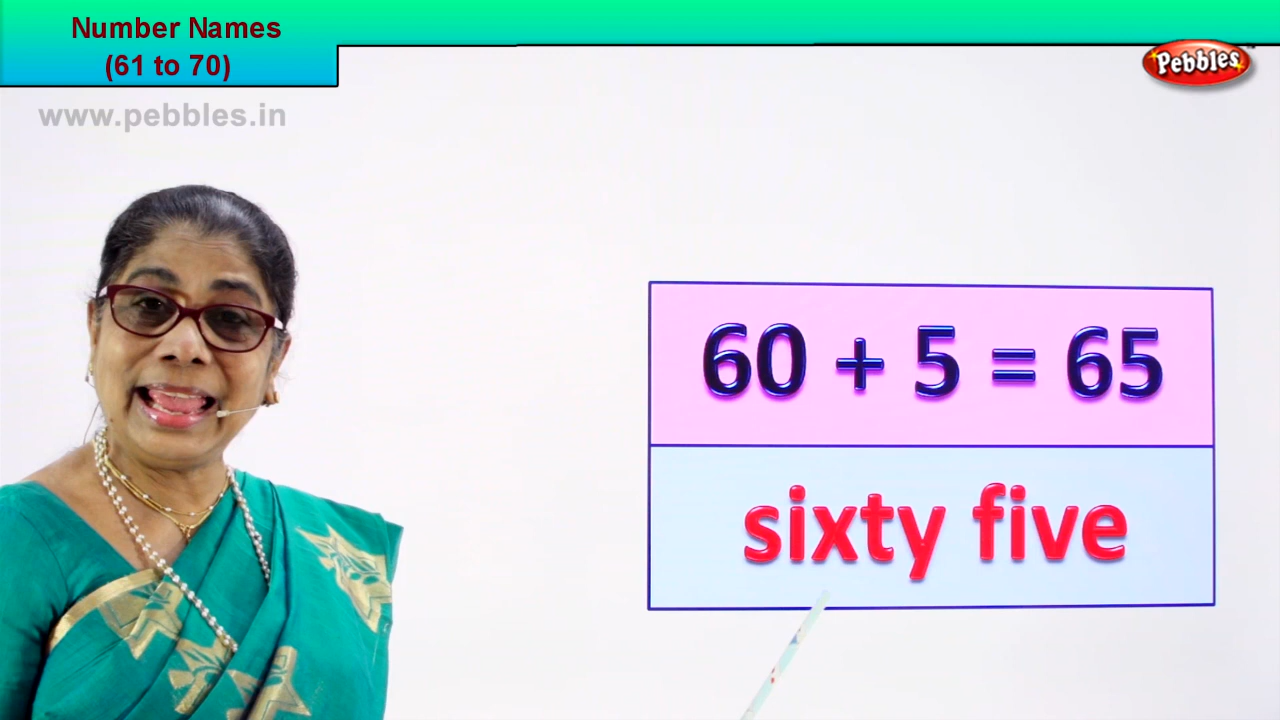 Number Names
(61 to 70)
Pebbles
www.pebbles.in
60 + 5 = 65
sixty five